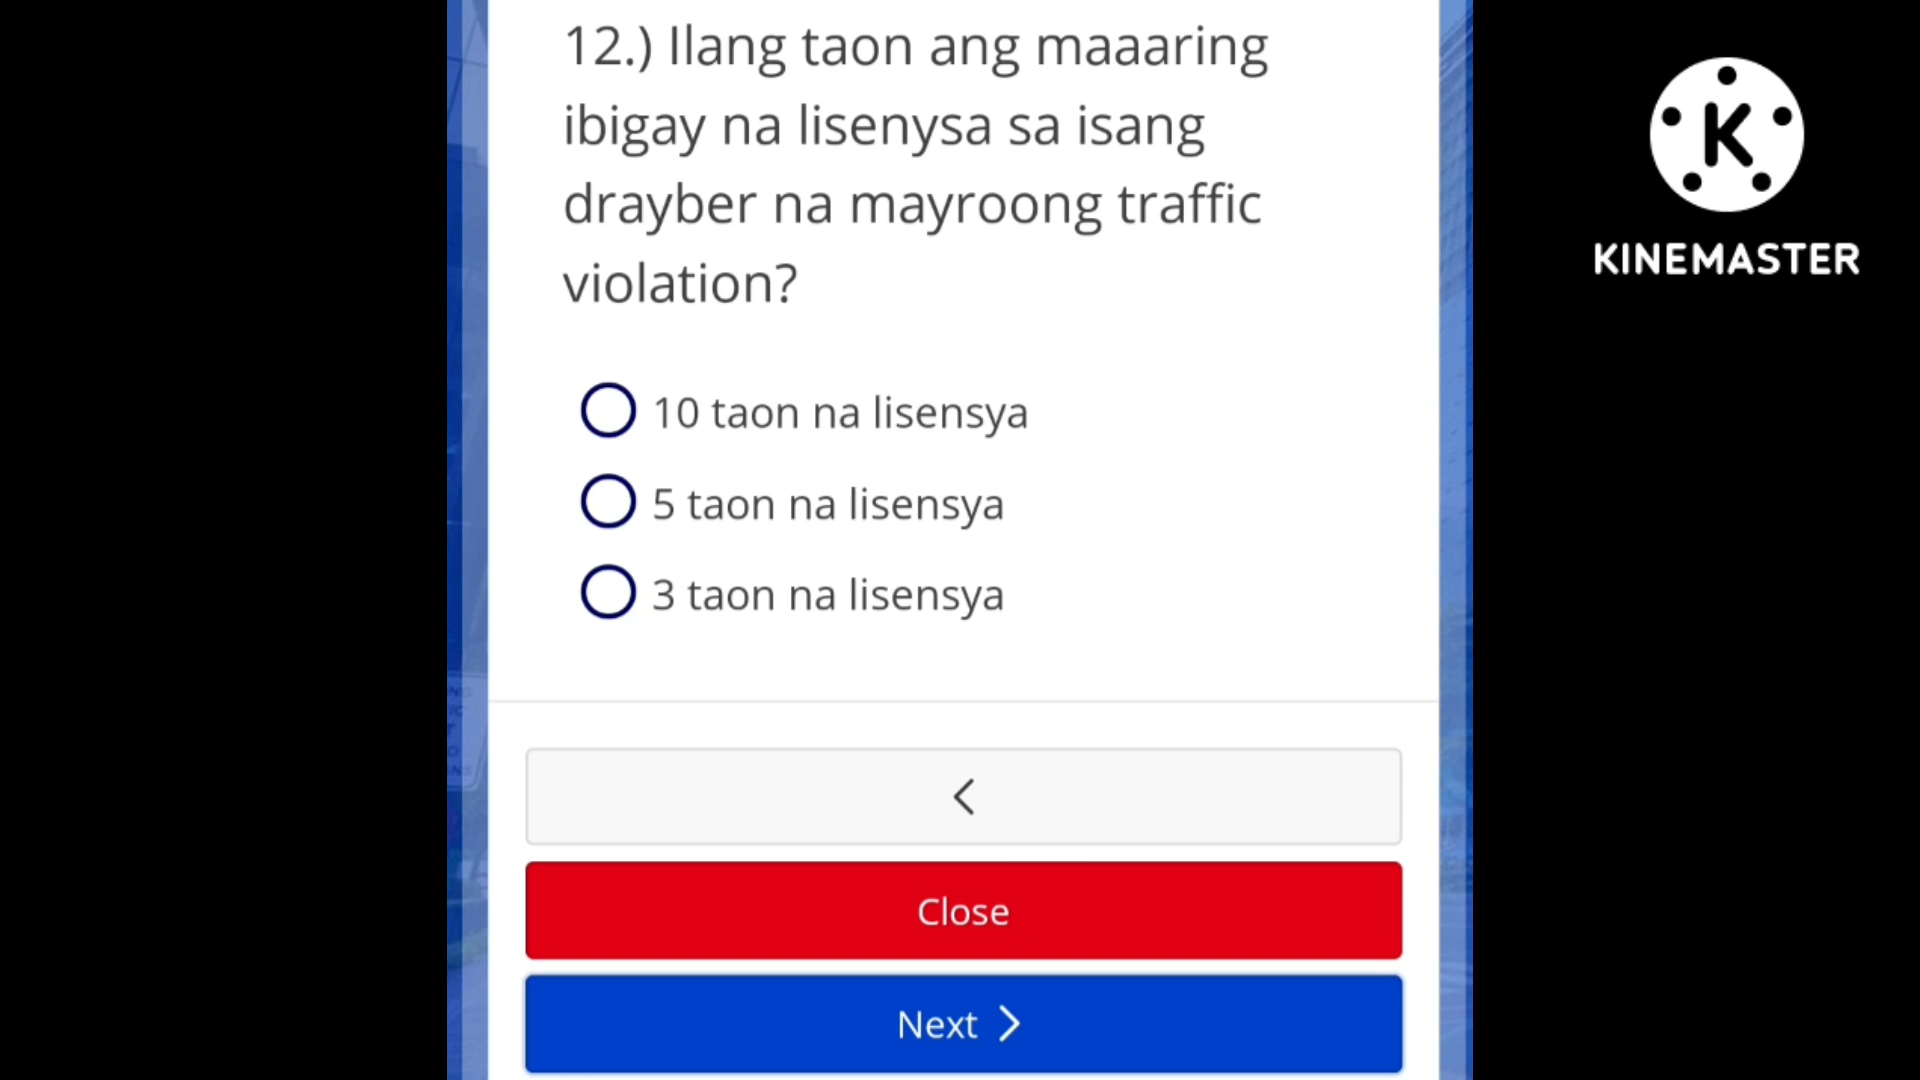 12.) Ilang taon ang maaaring
ibigay na lisenysa sa isang
drayber na mayroong traffic
violation?
10 taon na lisensya
5 taon na lisensya
3 taon na lisensya
Close
Next
K
KINEMASTER